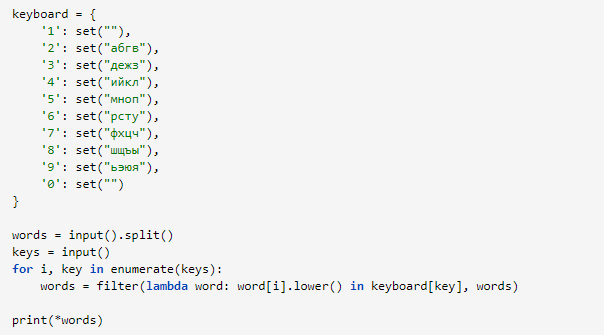 keyboard = {
    '1': set(""),
    '2': set("абгв"),
    '3': set("дежз"),
    '4': set("ийкл"),
    '5': set("мноп"),
    '6': set("рсту"),
    '7': set("фхцч"),
    '8': set("шщъы"),
    '9': set("ьэюя"),
    '0': set("")
}
words = input().split()
keys = input()
for i, key in enumerate(keys):
    words = filter(lambda word: word[i].lower() in keyboard[key], words)
print(*words)